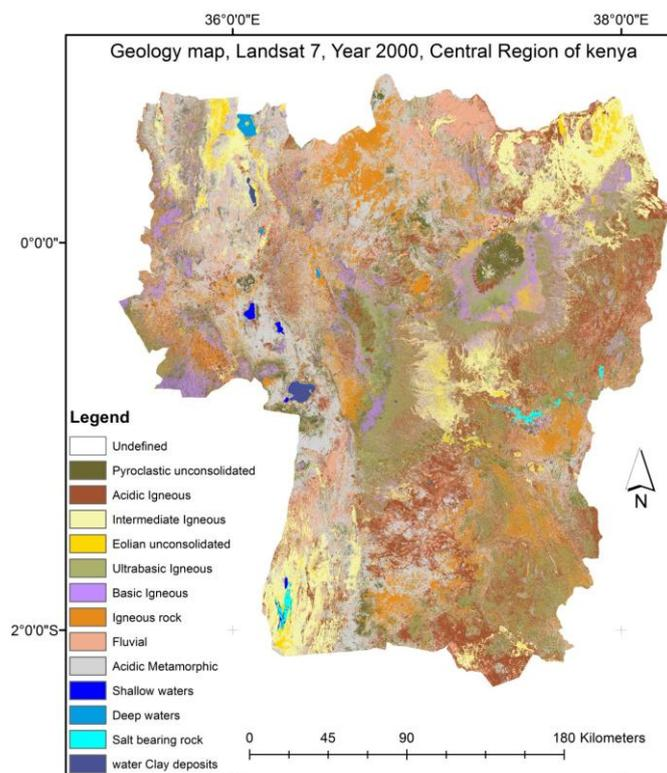 36°0'0"E
38°0'0"E
Geology map, Landsat 7, Year 2000, Central Region of kenya
0°0'0"
Legend
Undefined
Pyroclastic unconsolidated
Acidic Igneous
Intermediate Igneous
Eolian unconsolidated
Ultrabasic Igneous
Basic Igneous
Igneous rock
Fluvial
Acidic Metamorphic
Shallow waters
Deep waters
Salt bearing rock
water Clay deposits
N
2°0'0"S
0 45 90 180 Kilometers